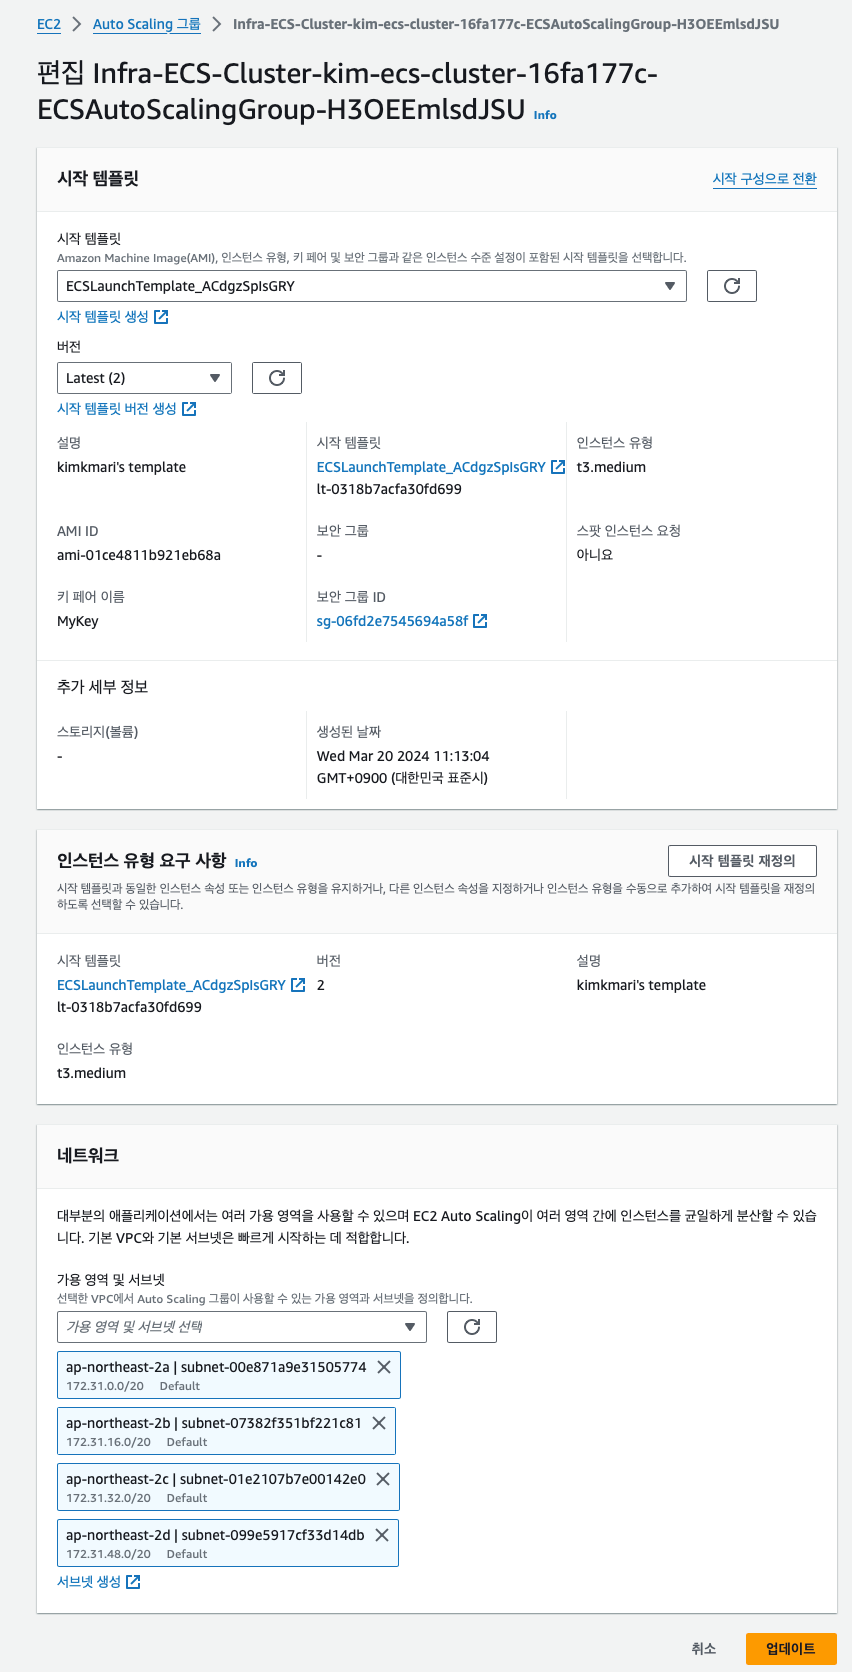 EC2 > Auto Scaling 그룹 > Infra-ECS-Cluster-kim-ecs-cluster-16fa177c-ECSAutoScalingGroup-H3OEEmlsdJSU
편집 Infra-ECS-Cluster-kim-ecs-cluster-16fa177c-
ECSAutoScalingGroup-H3OEEmlsdJSU Info
시작 템플릿
시작 구성으로 전환
시작 템플릿
Amazon Machine Image(AMI), 인스턴스 유형, 키 페어 및 보안 그룹과 같은 인스턴스 수준 설정이 포함된 시작 템플릿을 선택합니다.
ECSLaunchTemplate_ACdgzSpIsGRY
시작 템플릿 생성
버전
Latest (2)
시작 템플릿 버전 생성
설명
kimkmari's template
시작 템플릿
ECSLaunchTemplate_ACdgzSpIsGRY
lt-0318b7acfa30fd699
인스턴스 유형
t3.medium
AMI ID
ami-01ce4811b921eb68a
보안 그룹
-
스팟 인스턴스 요청
아니요
키 페어 이름
MyKey
보안 그룹 ID
sg-06fd2e7545694a58f
추가 세부 정보
스토리지(볼륨)
-
생성된 날짜
Wed Mar 20 2024 11:13:04
GMT+0900 (대한민국 표준시)
인스턴스 유형 요구 사항 Info
시작 템플릿 재정의
시작 템플릿과 동일한 인스턴스 속성 또는 인스턴스 유형을 유지하거나, 다른 인스턴스 속성을 지정하거나 인스턴스 유형을 수동으로 추가하여 시작 템플릿을 재정의
하도록 선택할 수 있습니다.
시작 템플릿
ECSLaunchTemplate_ACdgzSpIsGRY
lt-0318b7acfa30fd699
버전
2
설명
kimkmari's template
인스턴스 유형
t3.medium
네트워크
대부분의 애플리케이션에서는 여러 가용 영역을 사용할 수 있으며 EC2 Auto Scaling이 여러 영역 간에 인스턴스를 균일하게 분산할 수 있습
니다. 기본 VPC와 기본 서브넷은 빠르게 시작하는 데 적합합니다.
가용 영역 및 서브넷
선택한 VPC에서 Auto Scaling 그룹이 사용할 수 있는 가용 영역과 서브넷을 정의합니다.
가용 영역 및 서브넷 선택
ap-northeast-2a | subnet-00e871a9e31505774
172.31.0.0/20 Default
ap-northeast-2b | subnet-07382f351bf221c81
172.31.16.0/20 Default
ap-northeast-2c | subnet-01e2107b7e00142e0
172.31.32.0/20 Default
ap-northeast-2d | subnet-099e5917cf33d14db
172.31.48.0/20 Default
서브넷 생성
취소
업데이트